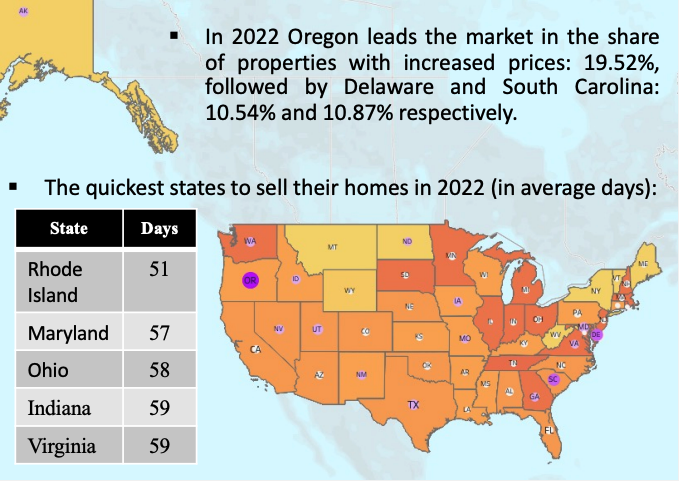 AK
▪ In 2022 Oregon leads the market in the share
of properties with increased prices: 19.52%,
followed by Delaware and South Carolina:
10.54% and 10.87% respectively.
▪ The quickest states to sell their homes in 2022 (in average days):
State Days
Rhode Island 51
Maryland 57
Ohio 58
Indiana 59
Virginia 59
WA
MT
ND
MN
ME
OR
ID
SD
WI
MI
VT
NH
NY
WY
MA
NE
IA
PA
NJ
NV
UT
CO
IL
IN
OH
MD
DE
WV
VA
CA
KS
MO
KY
AZ
NM
OK
AR
TN
NC
SC
MS
AL
GA
TX
LA
FL